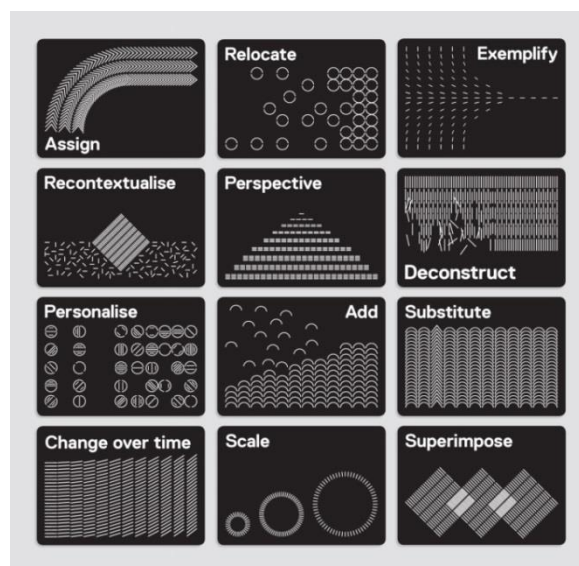 Assign
Relocate
Exemplify
Recontextualise
Perspective
Deconstruct
Personalise
Add
Substitute
Change over time
Scale
Superimpose